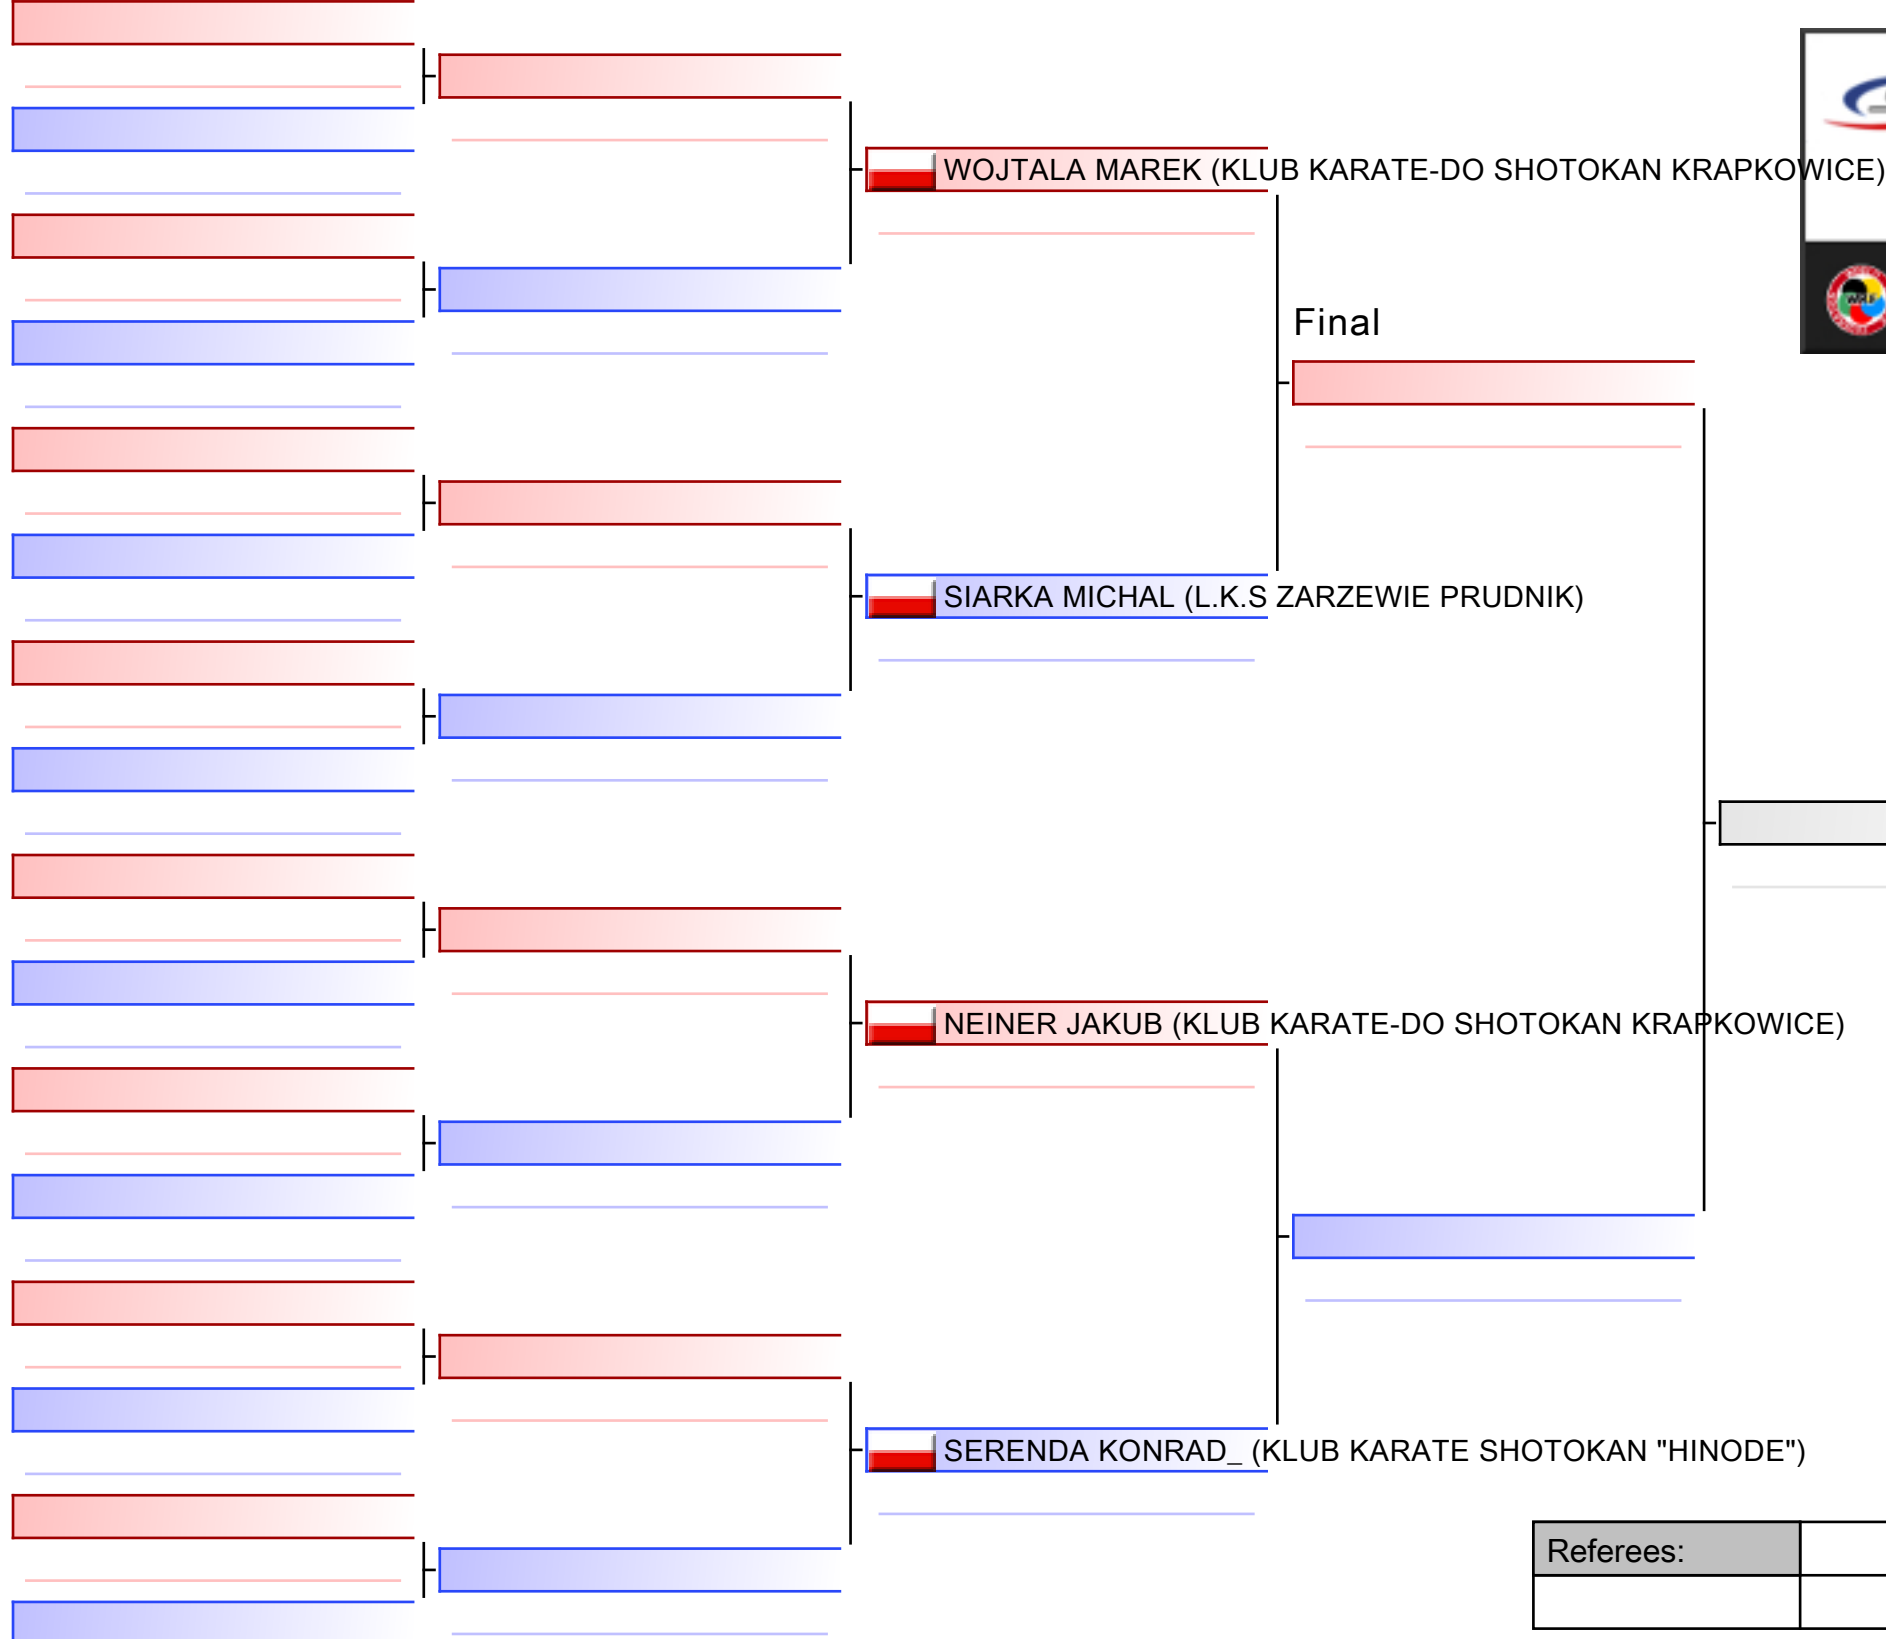 WOJTALA MAREK (KLUB KARATE-DO SHOTOKAN KRAPKOWICE)
Final
SIARKA MICHAL (L.K.S ZARZEWIE PRUDNIK)
NEINER JAKUB (KLUB KARATE-DO SHOTOKAN KRAPKOWICE)
SERENDA KONRAD_ (KLUB KARATE SHOTOKAN "HINODE")
Referees: